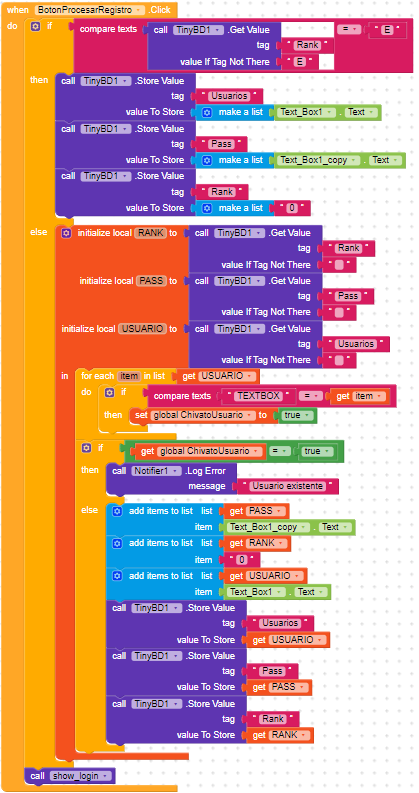 when BotonProcesarRegistro .Click
do if compare texts call TinyBD1 .Get Value = " E "
tag " Rank "
value If Tag Not There " E "
then call TinyBD1 .Store Value
tag " Usuarios "
value To Store make a list Text_Box1 . Text
call TinyBD1 .Store Value
tag " Pass "
value To Store make a list Text_Box1_copy . Text
call TinyBD1 .Store Value
tag " Rank "
value To Store make a list " 0 "
else initialize local RANK to call TinyBD1 .Get Value
tag " Rank "
value If Tag Not There " "
initialize local PASS to call TinyBD1 .Get Value
tag " Pass "
value If Tag Not There " "
initialize local USUARIO to call TinyBD1 .Get Value
tag " Usuarios "
value If Tag Not There " "
in for each item in list get USUARIO
do if compare texts " TEXTBOX " = get item
then set global ChivatoUsuario to true
if get global ChivatoUsuario = true
then call Notifier1 .Log Error
message " Usuario existente "
else add items to list list get PASS
item Text_Box1_copy . Text
add items to list list get RANK
item " 0 "
add items to list list get USUARIO
item Text_Box1 . Text
call TinyBD1 .Store Value
tag " Usuarios "
value To Store get USUARIO
call TinyBD1 .Store Value
tag " Pass "
value To Store get PASS
call TinyBD1 .Store Value
tag " Rank "
value To Store get RANK
call show_login